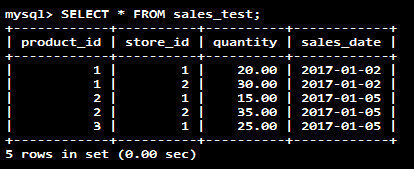 mysql> SELECT * FROM sales_test;
+------------+----------+----------+------------+
| product_id | store_id | quantity | sales_date |
+------------+----------+----------+------------+
|          1 |        1 |    20.00 | 2017-01-02 |
|          1 |        2 |    30.00 | 2017-01-02 |
|          2 |        1 |    15.00 | 2017-01-05 |
|          2 |        2 |    35.00 | 2017-01-05 |
|          3 |        1 |    25.00 | 2017-01-05 |
+------------+----------+----------+------------+
5 rows in set (0.00 sec)